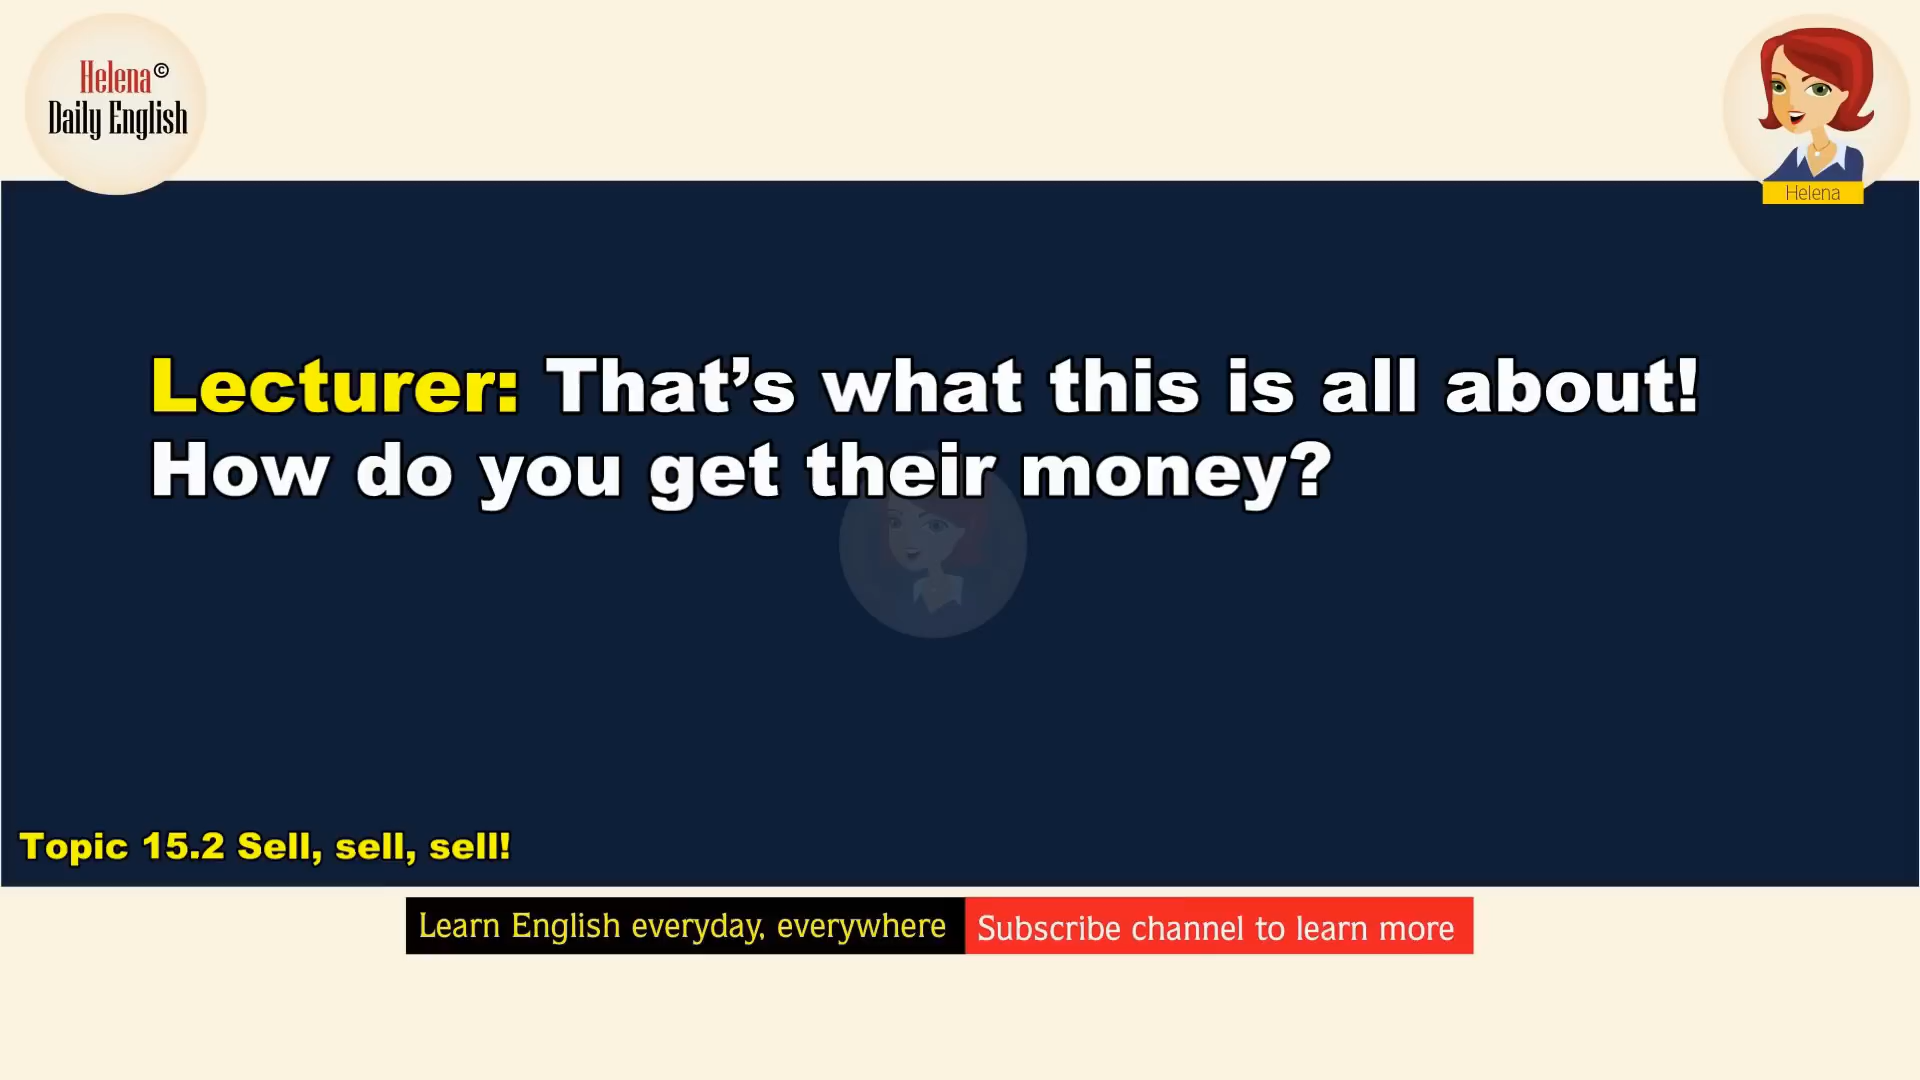 Helena©
Daily English
Helena
Lecturer: That’s what this is all about!
How do you get their money?
Topic 15.2 Sell, sell, sell!
Learn English everyday, everywhere
Subscribe channel to learn more